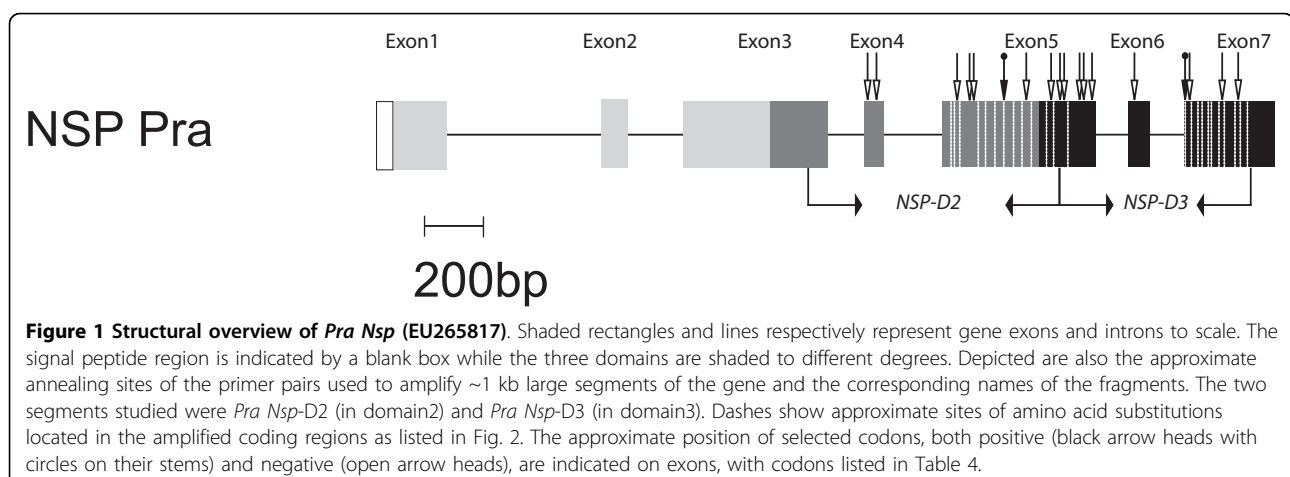 Exon1 Exon2 Exon3 Exon4 Exon5 Exon6 Exon7
NSP Pra
NSP-D2 NSP-D3
200bp
Figure 1 Structural overview of Pra Nsp (EU265817). Shaded rectangles and lines respectively represent gene exons and introns to scale. The
signal peptide region is indicated by a blank box while the three domains are shaded to different degrees. Depicted are also the approximate
annealing sites of the primer pairs used to amplify ~1 kb large segments of the gene and the corresponding names of the fragments. The two
segments studied were Pra Nsp-D2 (in domain2) and Pra Nsp-D3 (in domain3). Dashes show approximate sites of amino acid substitutions
located in the amplified coding regions as listed in Fig. 2. The approximate position of selected codons, both positive (black arrow heads with
circles on their stems) and negative (open arrow heads), are indicated on exons, with codons listed in Table 4.